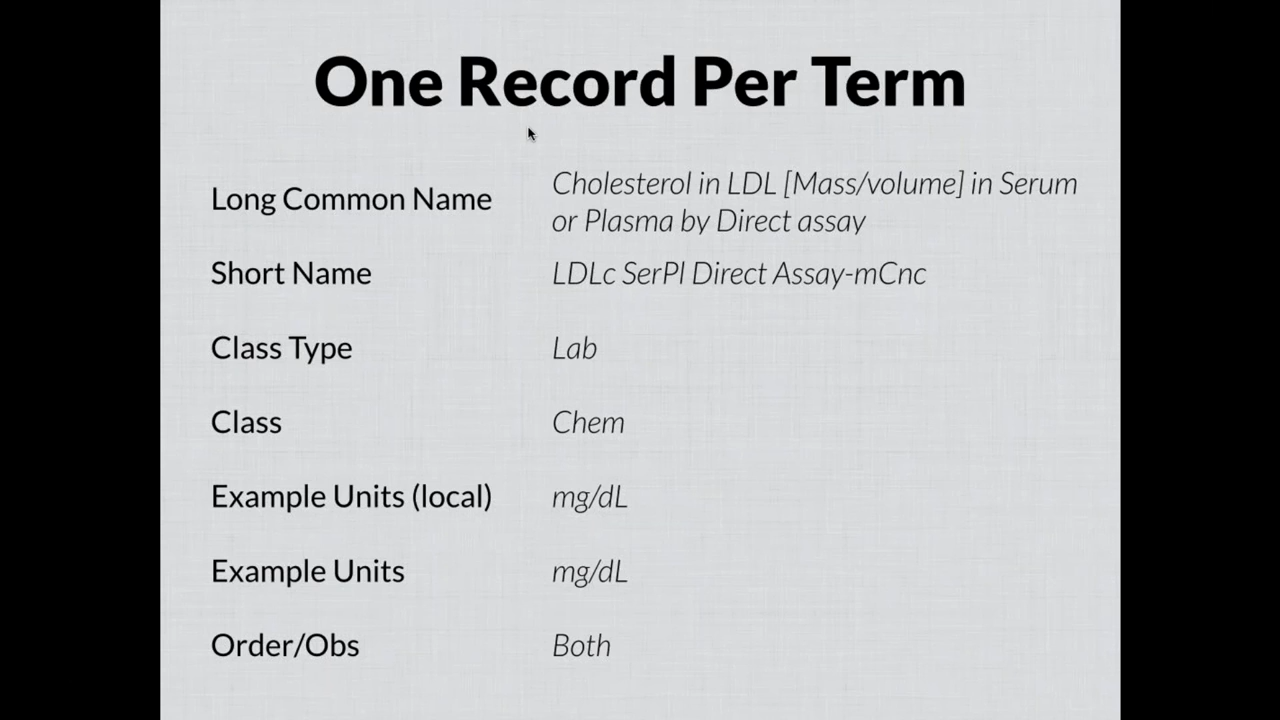 One Record Per Term
Long Common Name
Cholesterol in LDL [Mass/volume] in Serum
or Plasma by Direct assay
Short Name
LDLc SerPl Direct Assay-mCnc
Class Type
Lab
Class
Chem
Example Units (local)
mg/dL
Example Units
mg/dL
Order/Obs
Both